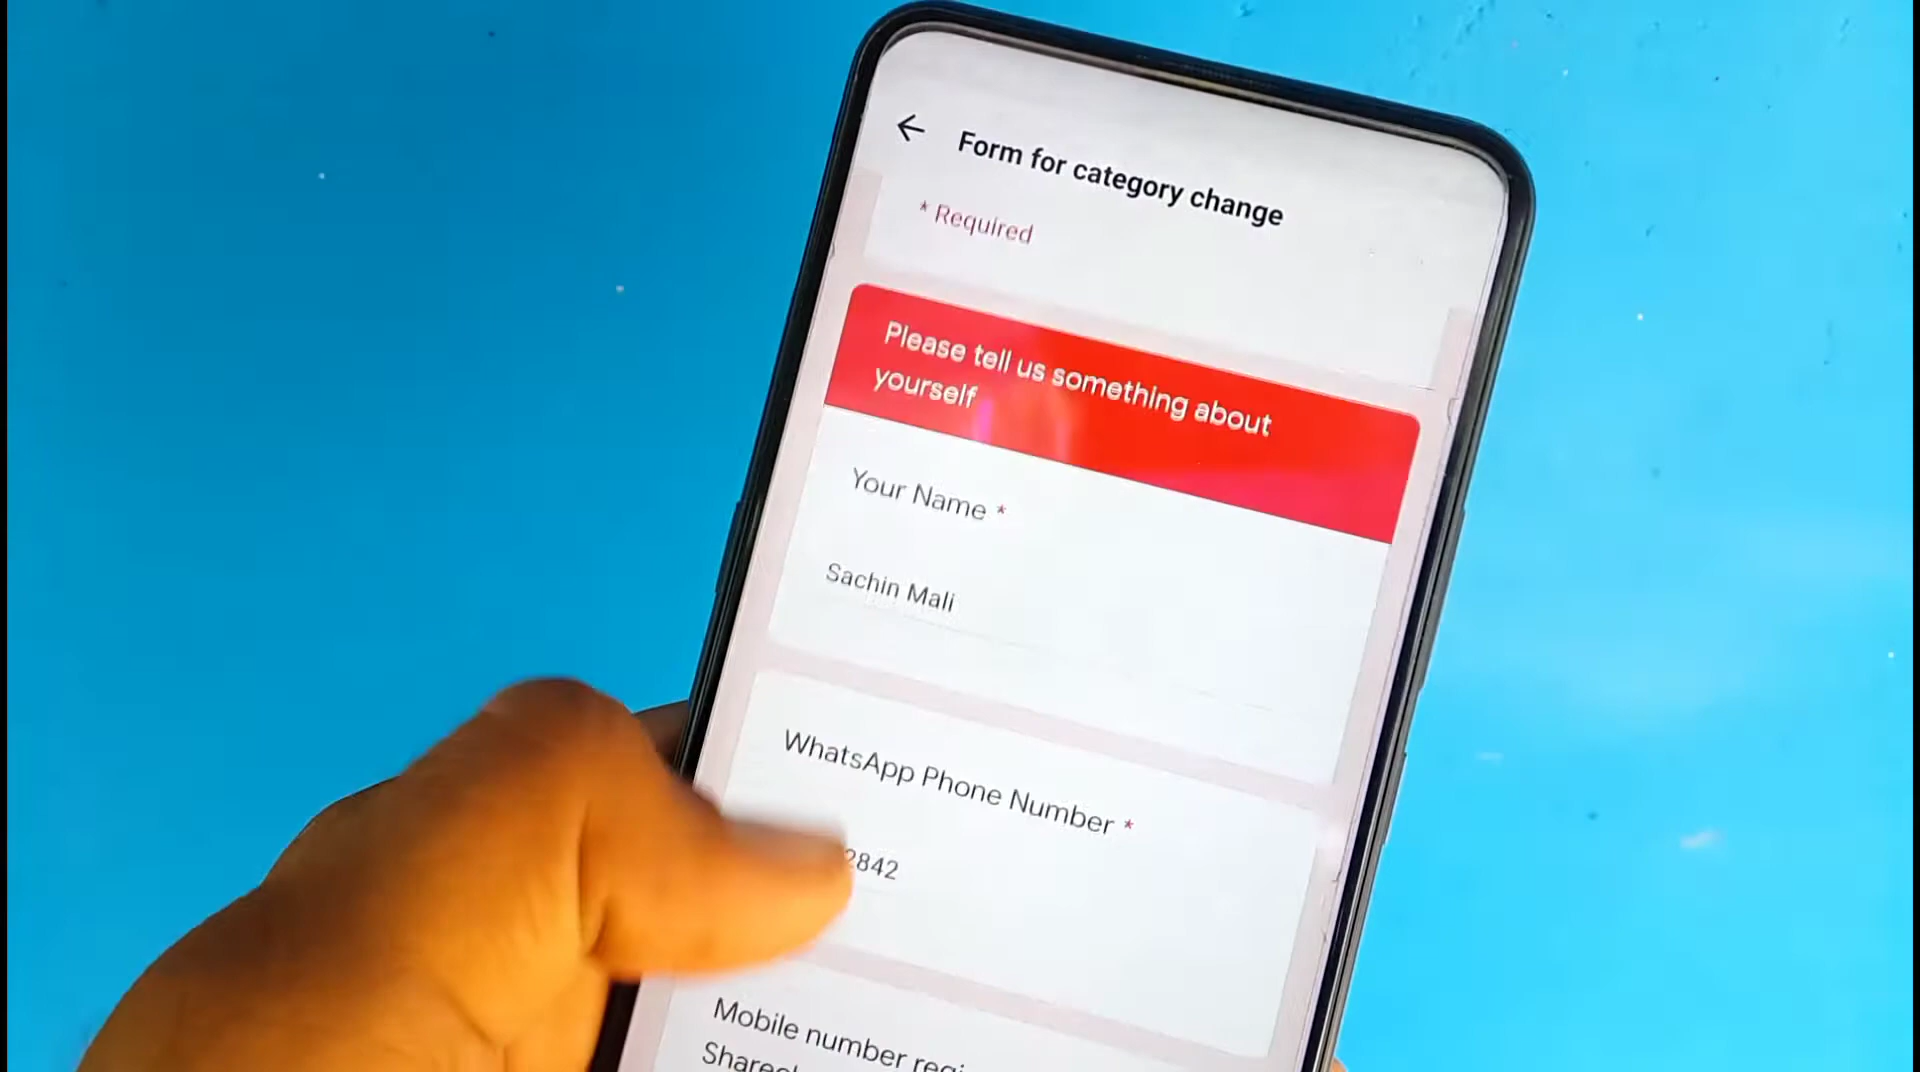 Form for category change
* Required
Please tell us something about
yourself
Your Name *
Sachin Mali
WhatsApp Phone Number *
2842
Mobile number